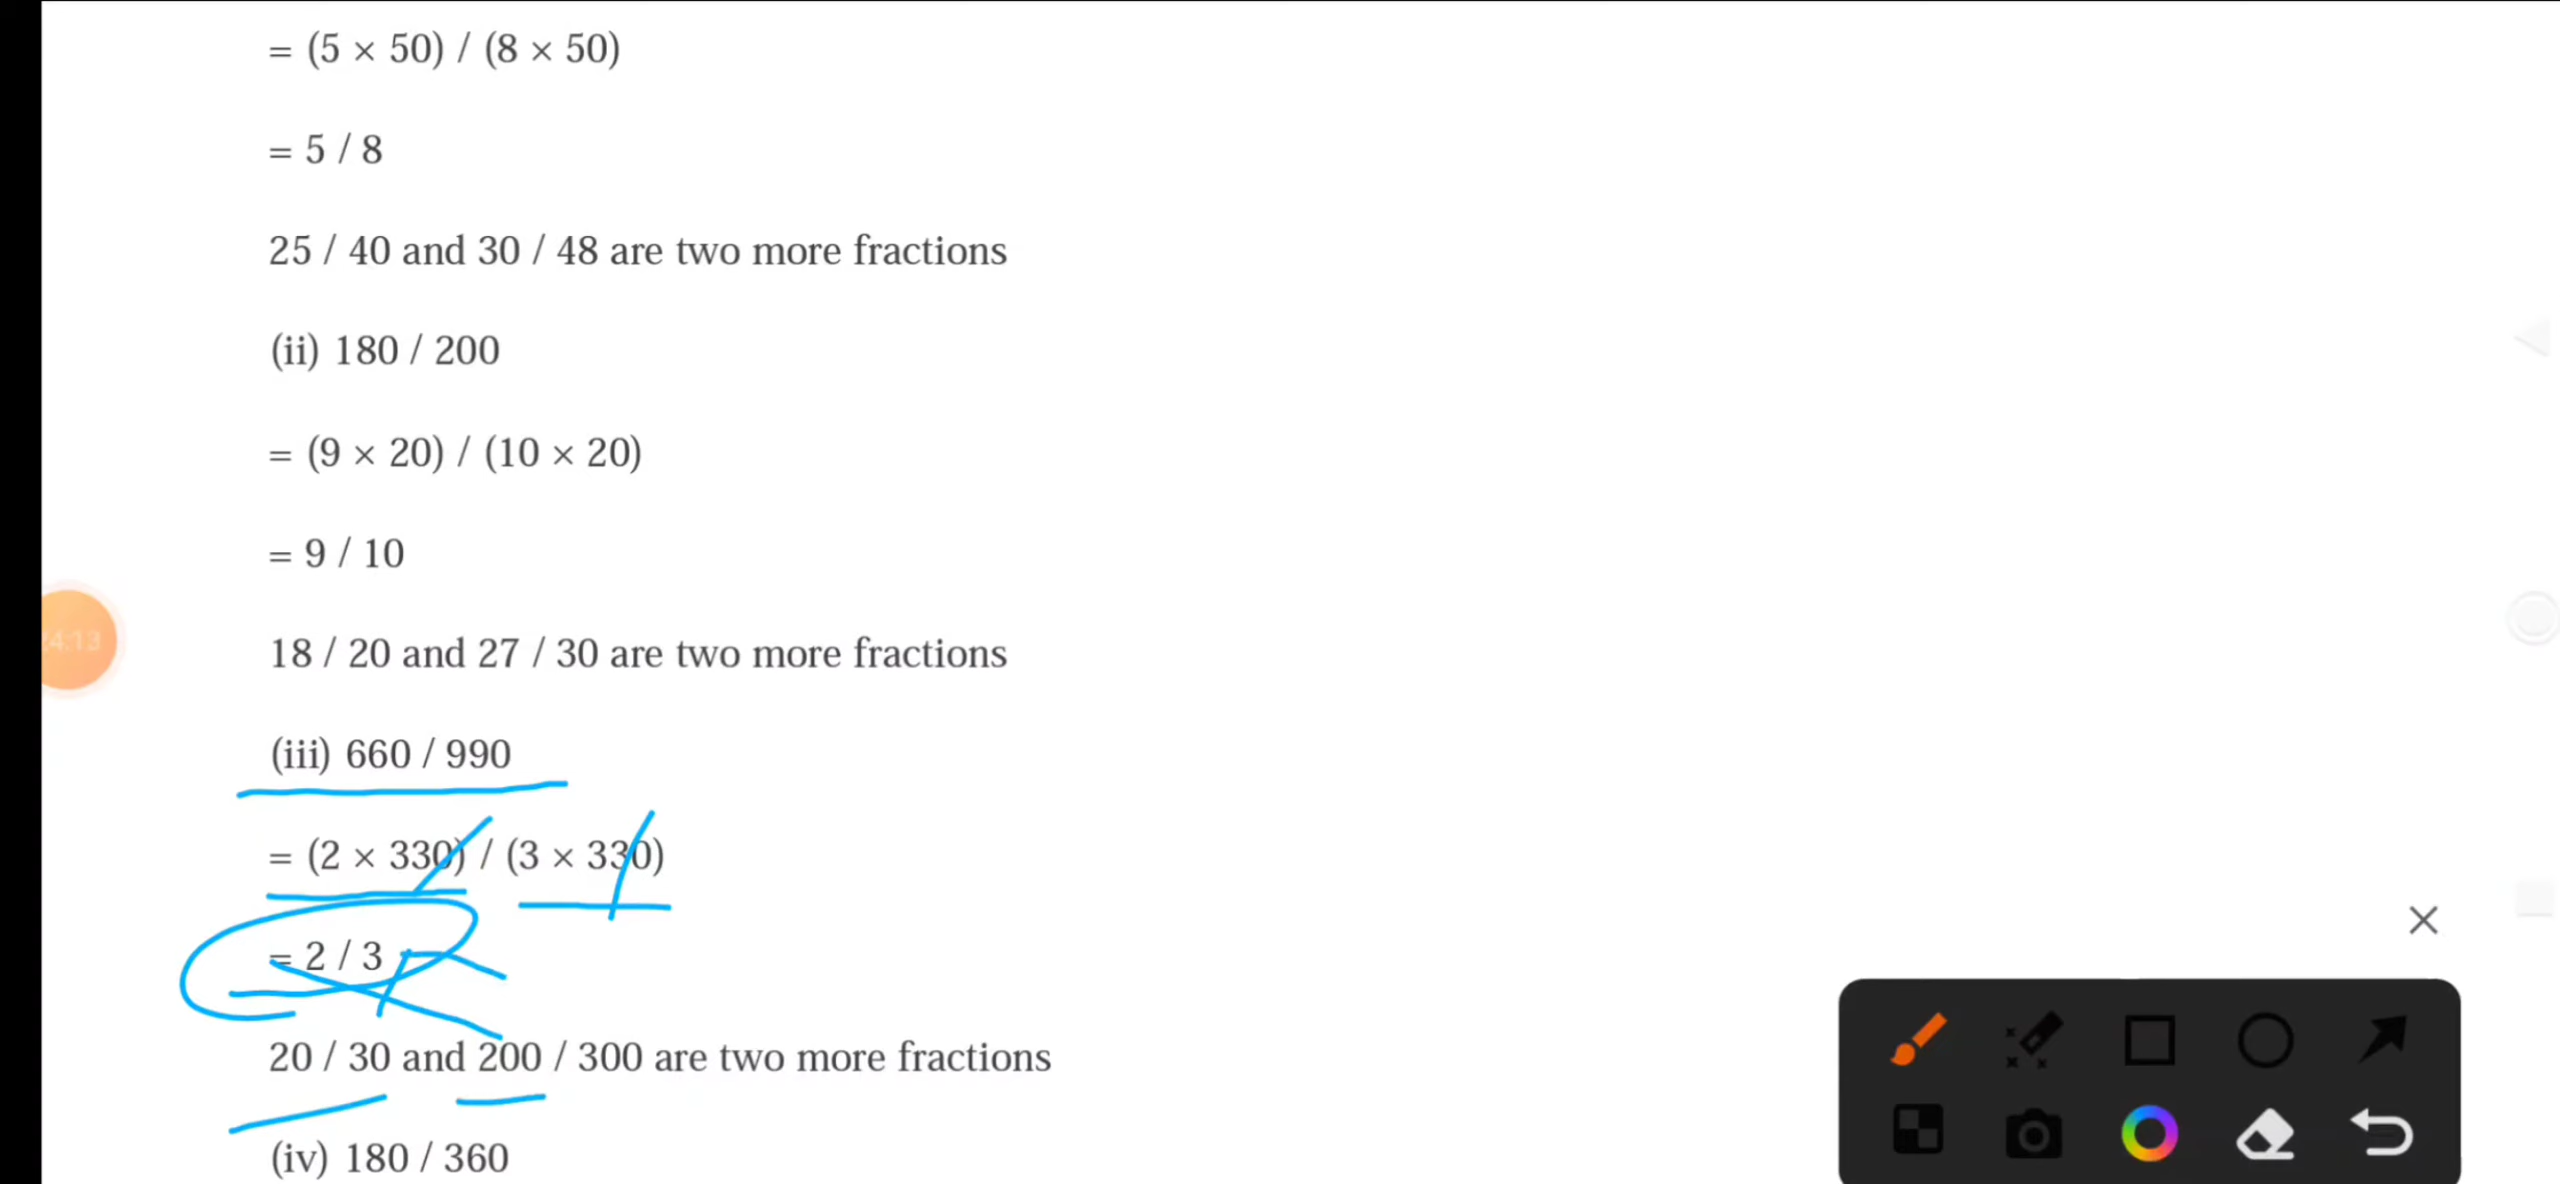 = (5 × 50) / (8 × 50)
= 5 / 8
25 / 40 and 30 / 48 are two more fractions
(ii) 180 / 200
= (9 × 20) / (10 × 20)
= 9 / 10
24:13
18 / 20 and 27 / 30 are two more fractions
(iii) 660 / 990
= (2 × 330) / (3 × 330)
= 2 / 3
20 / 30 and 200 / 300 are two more fractions
(iv) 180 / 360